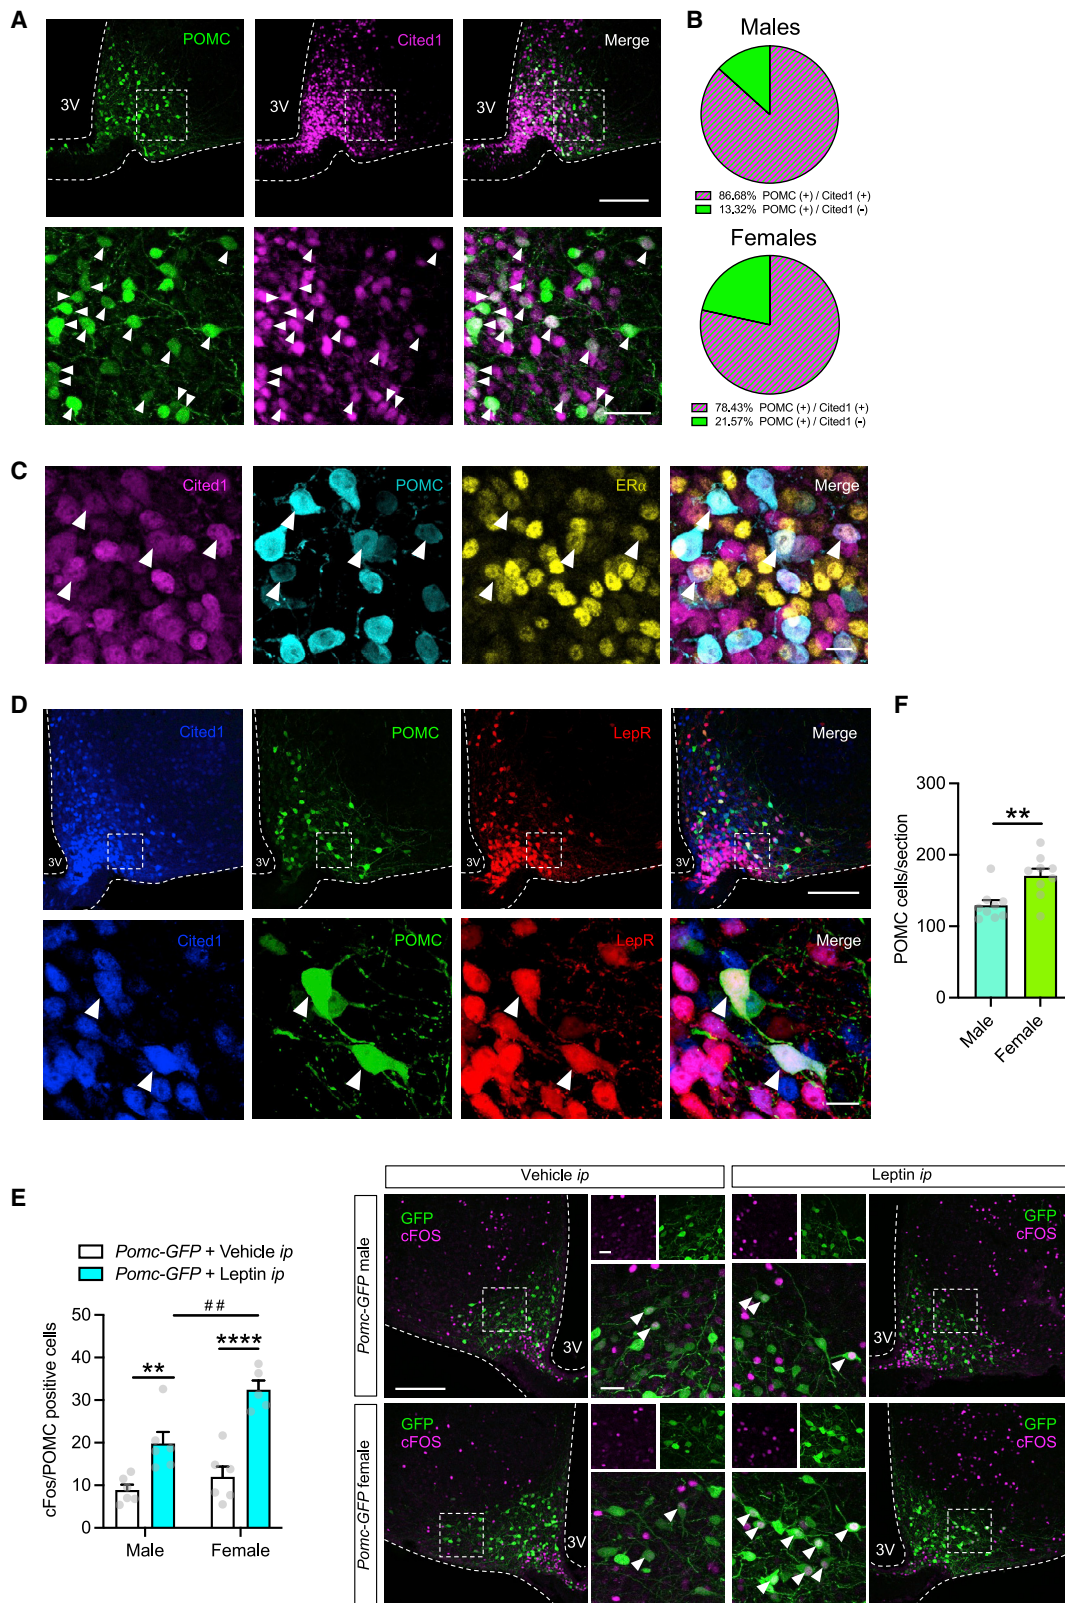 A
POMC
Cited1
Merge
3V
3V
3V
B
Males
86.68% POMC (+) / Cited1 (+)
13.32% POMC (+) / Cited1 (-)
Females
78.43% POMC (+) / Cited1 (+)
21.57% POMC (+) / Cited1 (-)
C
Cited1
POMC
ERα
Merge
D
Cited1
POMC
LepR
Merge
3V
3V
3V
3V
Cited1
POMC
LepR
Merge
F
POMC cells/section
300
200
100
0
**
Male
Female
E
Pomc-GFP + Vehicle ip
Pomc-GFP + Leptin ip
cFos/POMC positive cells
50
40
30
20
10
0
##
**
****
Male
Female
Vehicle ip
Leptin ip
Pomc-GFP male
GFP
cFOS
3V
GFP
cFOS
3V
Pomc-GFP female
GFP
cFOS
3V
GFP
cFOS
3V